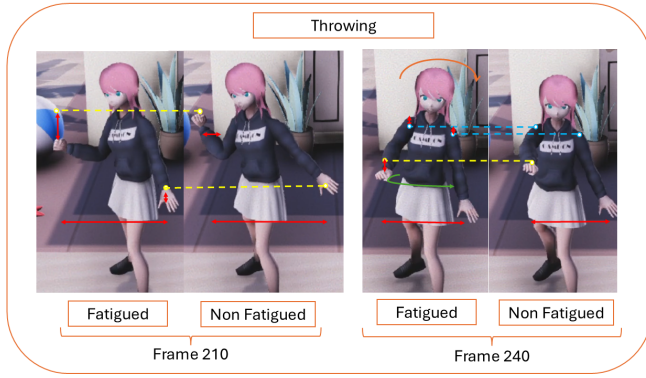 Throwing
Fatigued
Non Fatigued
Fatigued
Non Fatigued
Frame 210
Frame 240